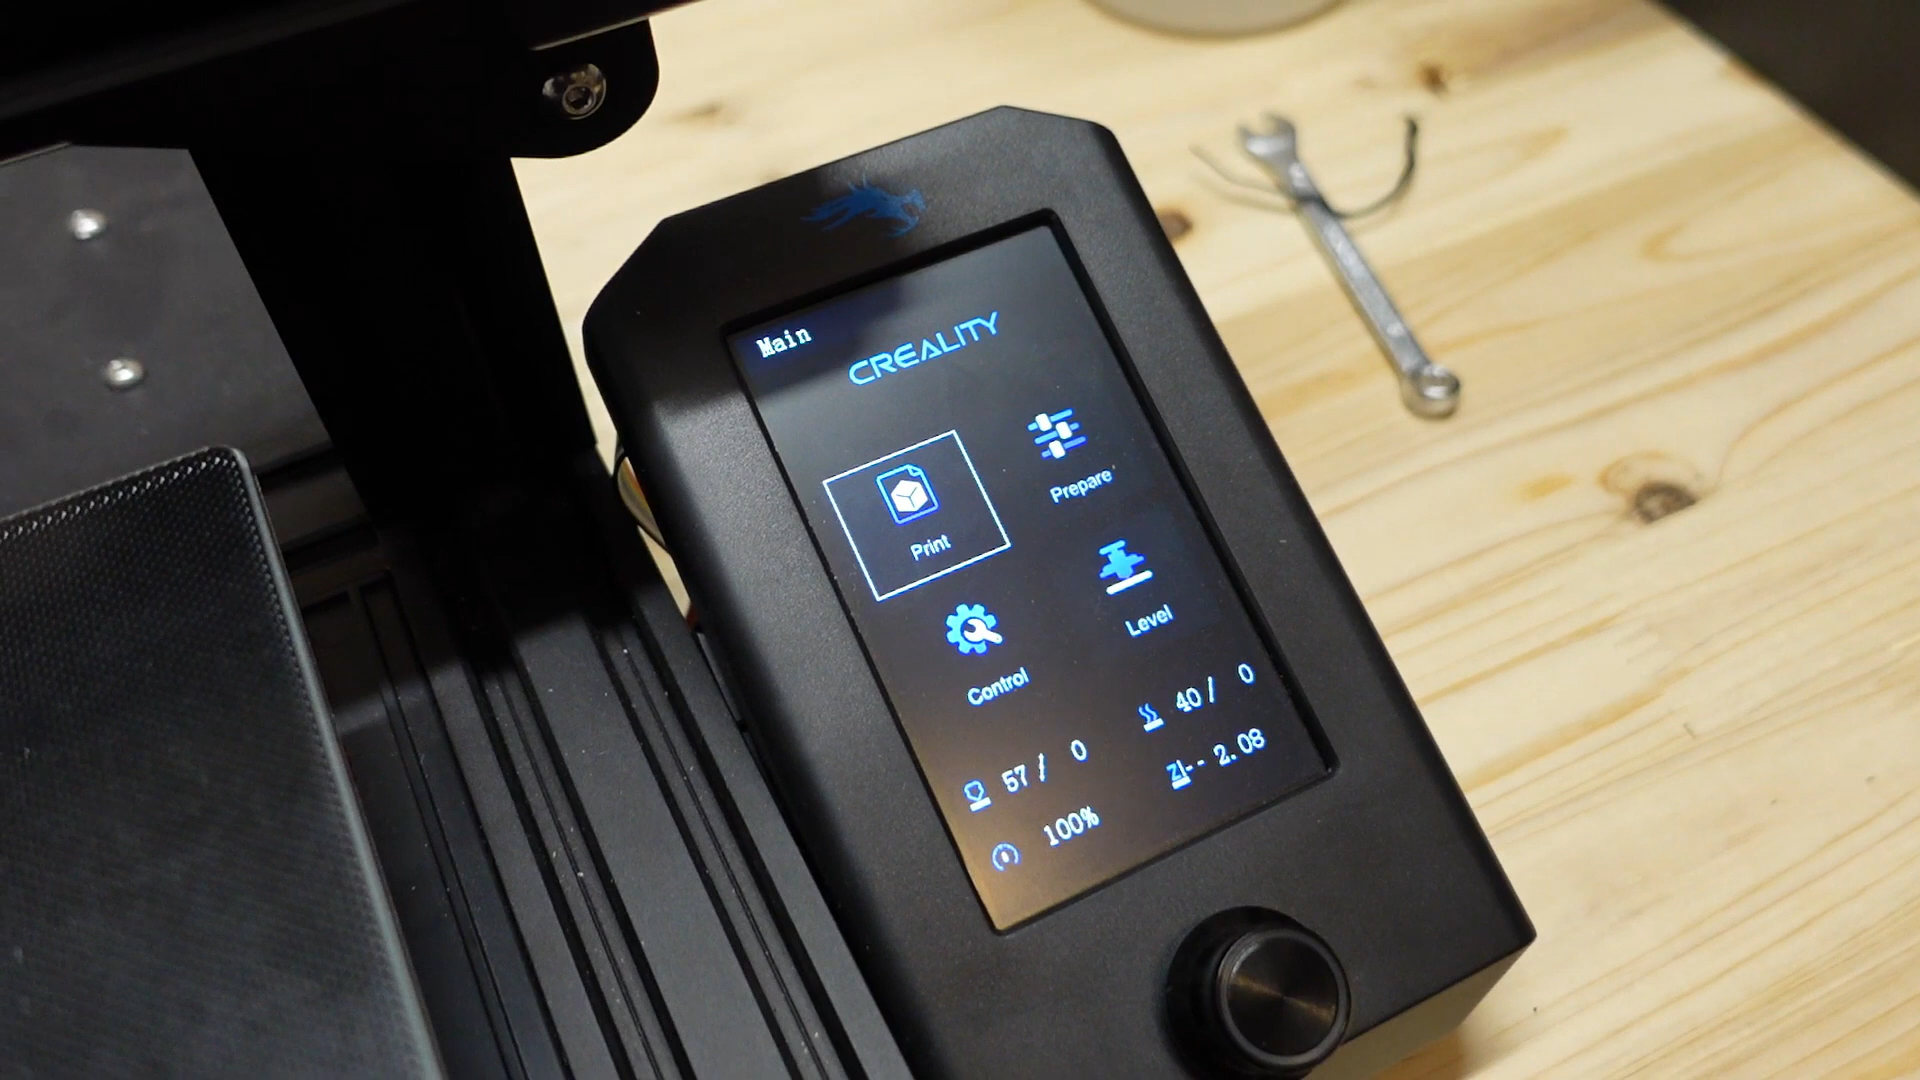 Main
CREALITY
Print
Prepare
Control
Level
57 / 0
40 / 0
100%
Z -- 2.08